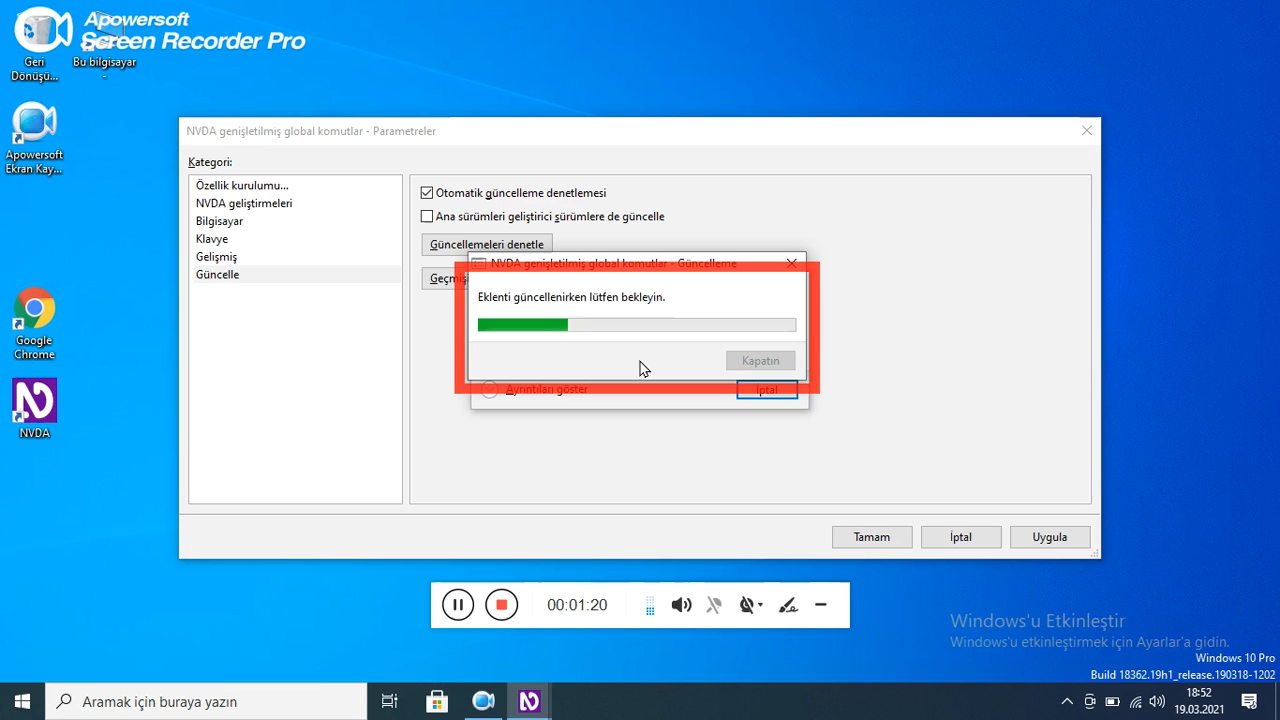 Apowersoft
Screen Recorder Pro
Geri
Dönüşü...
Bu bilgisayar
-
Apowersoft
Ekran Kay...
Google
Chrome
NVDA
NVDA genişletilmiş global komutlar - Parametreler
Kategori:
Özellik kurulumu...
NVDA geliştirmeleri
Bilgisayar
Klavye
Gelişmiş
Güncelle
Otomatik güncelleme denetlemesi
Ana sürümleri geliştirici sürümlere de güncelle
Güncellemeleri denetle
Geçmişi
NVDA genişletilmiş global komutlar - Güncelleme
Eklenti güncellenirken lütfen bekleyin.
Kapatın
Ayrıntıları göster
İptal
Tamam
İptal
Uygula
00:01:20
Windows'u Etkinleştir
Windows'u etkinleştirmek için Ayarlar'a gidin.
Windows 10 Pro
Build 18362.19h1_release.190318-1202
Aramak için buraya yazın
18:52
19.03.2021